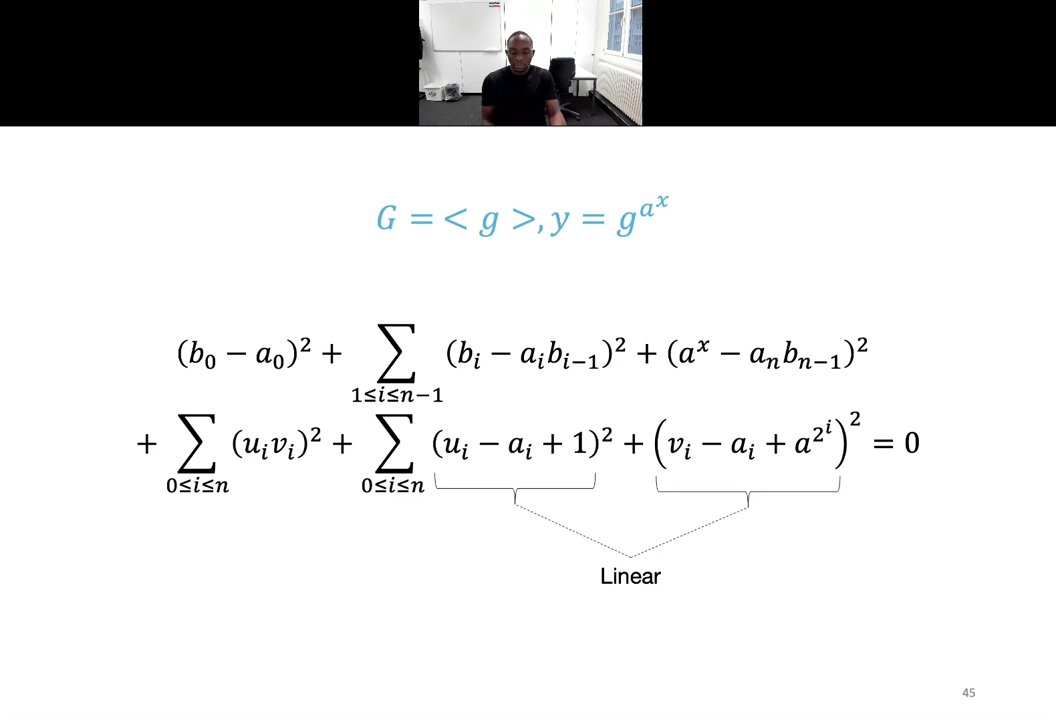 G = < g >, y = g^{a^x}
(b_0 − a_0)^2 + ∑_{1≤i≤n−1} (b_i − a_i b_{i−1})^2 + (a^x − a_n b_{n−1})^2
+ ∑_{0≤i≤n} (u_i v_i)^2 + ∑_{0≤i≤n} (u_i − a_i + 1)^2 + (v_i − a_i + a^{2^i})^2 = 0
Linear
45